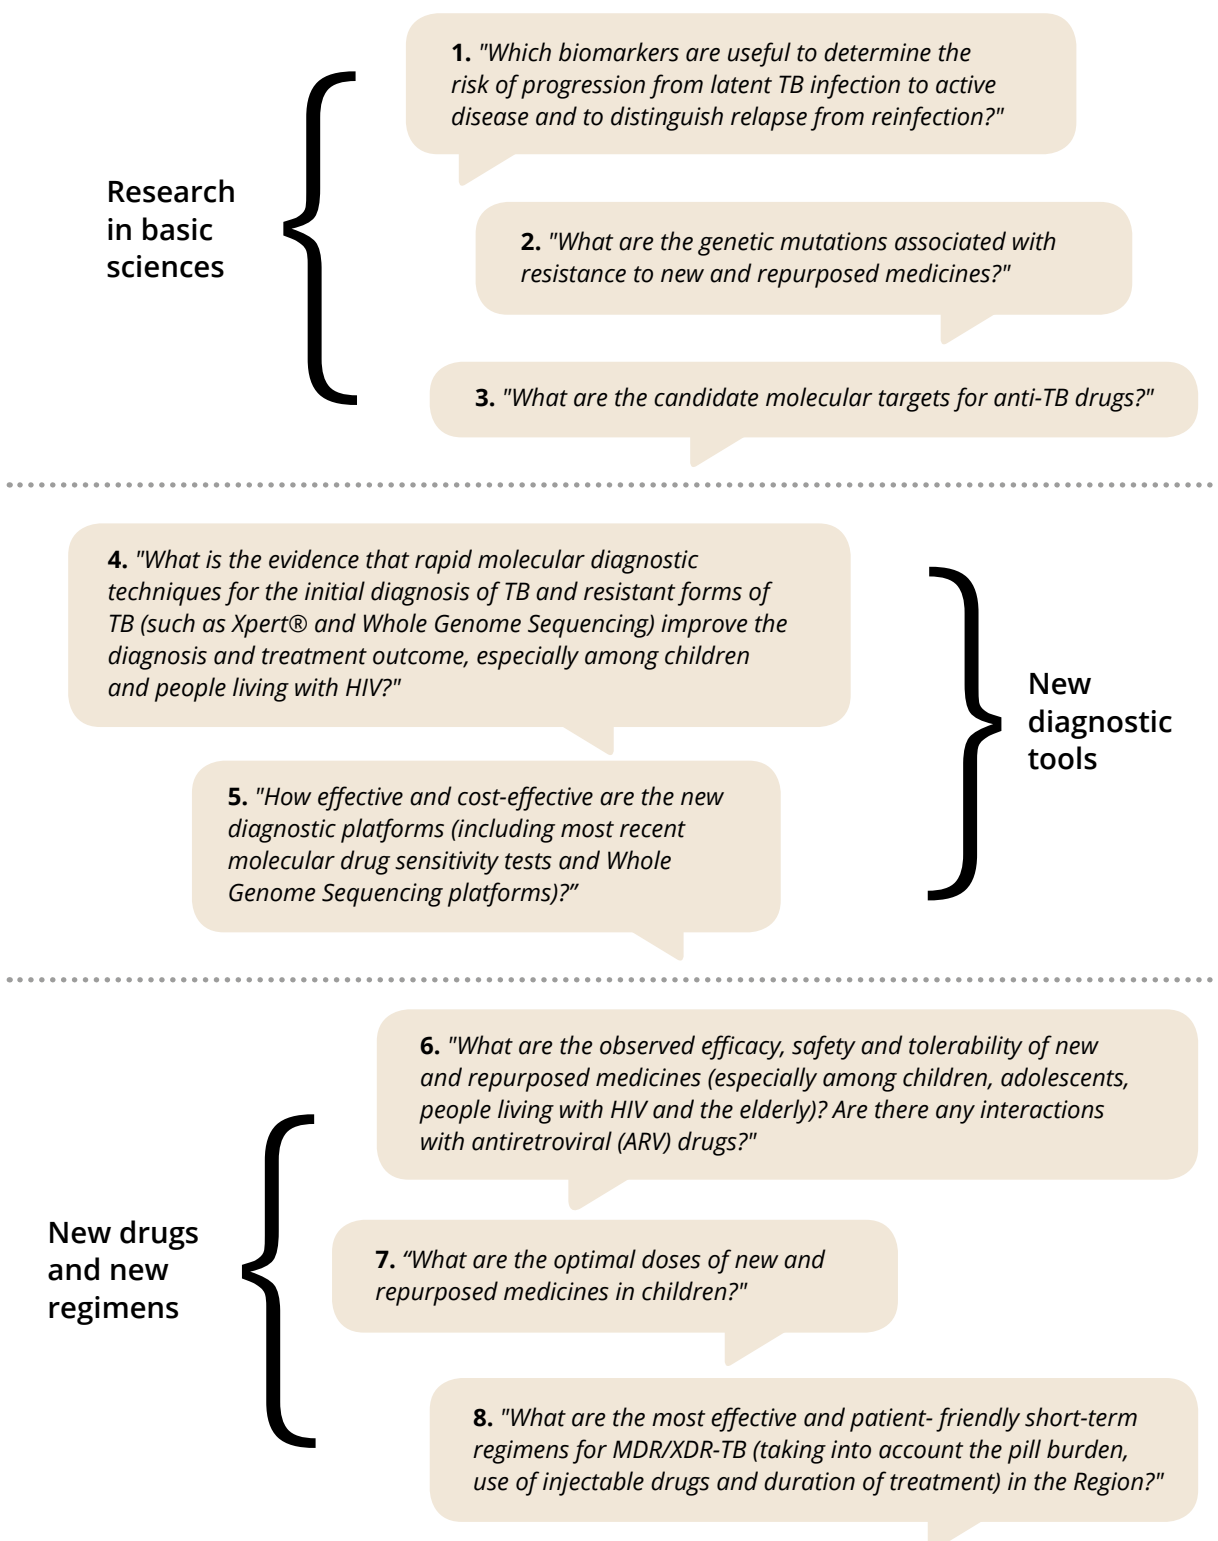 1. "Which biomarkers are useful to determine the
risk of progression from latent TB infection to active
disease and to distinguish relapse from reinfection?"
Research
in basic
sciences
2. "What are the genetic mutations associated with
resistance to new and repurposed medicines?"
3. "What are the candidate molecular targets for anti-TB drugs?"
4. "What is the evidence that rapid molecular diagnostic
techniques for the initial diagnosis of TB and resistant forms of
TB (such as Xpert® and Whole Genome Sequencing) improve the
diagnosis and treatment outcome, especially among children
and people living with HIV?"
New
diagnostic
tools
5. "How effective and cost-effective are the new
diagnostic platforms (including most recent
molecular drug sensitivity tests and Whole
Genome Sequencing platforms)?”
6. "What are the observed efficacy, safety and tolerability of new
and repurposed medicines (especially among children, adolescents,
people living with HIV and the elderly)? Are there any interactions
with antiretroviral (ARV) drugs?"
New drugs
and new
regimens
7. “What are the optimal doses of new and
repurposed medicines in children?"
8. "What are the most effective and patient- friendly short-term
regimens for MDR/XDR-TB (taking into account the pill burden,
use of injectable drugs and duration of treatment) in the Region?"